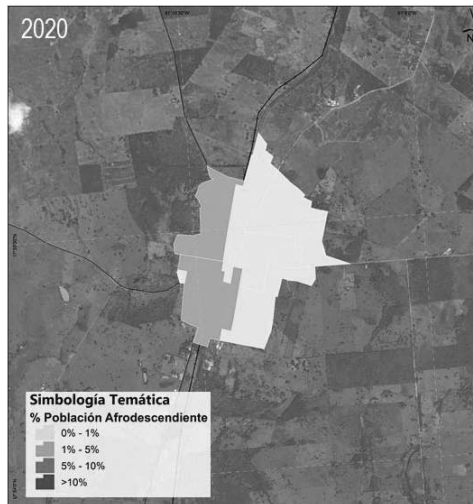 2020
N
Simbología Temática
% Población Afrodescendiente
0% - 1%
1% - 5%
5% - 10%
>10%